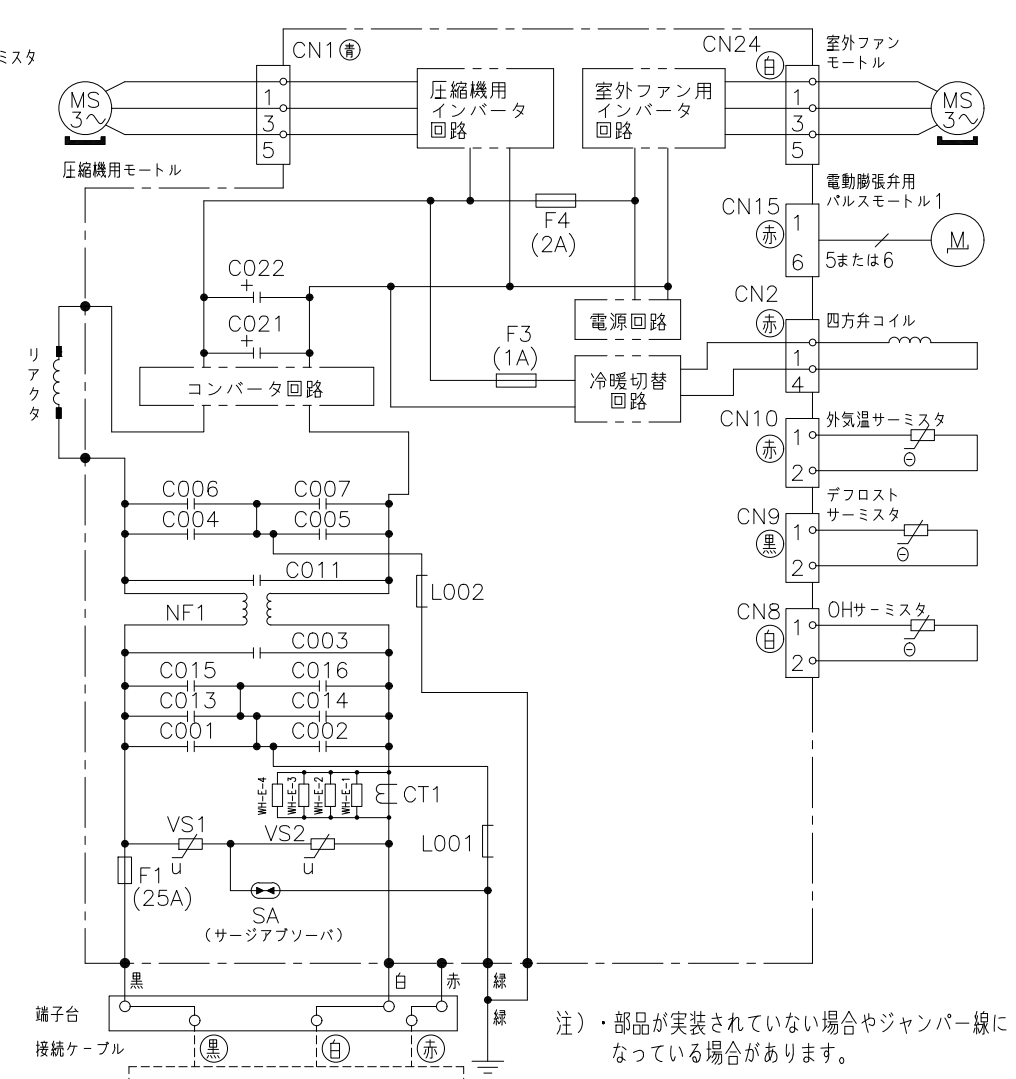 ミスタ
CN1 青
CN24
白
室外ファン
モートル
MS
3～
1
3
5
圧縮機用
インバータ
回路
室外ファン用
インバータ
回路
1
3
5
MS
3～
圧縮機用モートル
F4
(2A)
CN15
赤
1
6
電動膨張弁用
パルスモートル1
5または6
M
C022
+
C021
+
コンバータ回路
リアクタ
電源回路
F3
(1A)
冷暖切替
回路
CN2
赤
1
4
四方弁コイル
CN10
赤
1
2
外気温サーミスタ
Θ
C006
C007
C004
C005
C011
L002
NF1
CN9
黒
1
2
デフロスト
サーミスタ
Θ
CN8
白
1
2
OHサーミスタ
Θ
C003
C015
C016
C013
C014
C001
C002
WH-E-4
WH-E-3
WH-E-2
WH-E-1
CT1
VS1
u
VS2
u
L001
F1
(25A)
SA
(サージアブソーバ)
黒
白
赤
緑
緑
端子台
接続ケーブル
黒
白
赤
注）・部品が実装されていない場合やジャンパー線に
なっている場合があります。